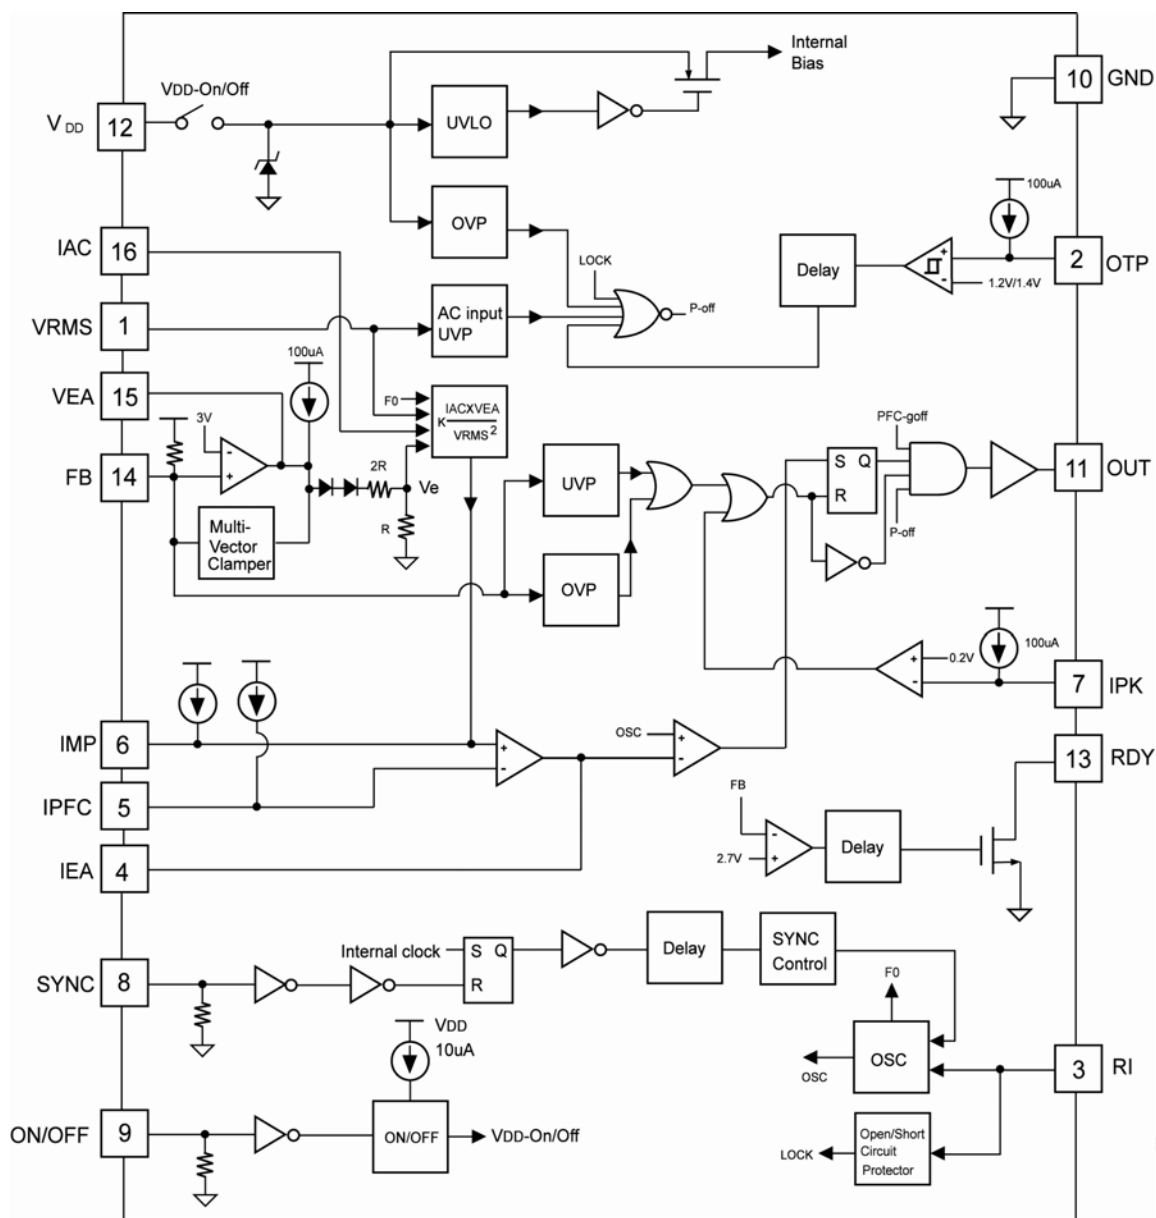 Internal
Bias
10
GND
VDD-On/Off
VDD
12
UVLO
100uA
OVP
IAC
16
LOCK
Delay
2
OTP
1.2V/1.4V
VRMS
1
AC input
UVP
P-off
100uA
VEA
15
F0
K IACXVEA
VRMS2
3V
PFC-goff
FB
14
2R
Ve
UVP
S Q
R
11
OUT
R
Multi-
Vector
Clamper
P-off
OVP
0.2V
100uA
7
IPK
IMP
6
OSC
13
RDY
IPFC
5
FB
2.7V
Delay
IEA
4
Internal clock
S Q
R
Delay
SYNC
Control
SYNC
8
F0
VDD
10uA
OSC
OSC
3
RI
ON/OFF
9
ON/OFF
VDD-On/Off
LOCK
Open/Short
Circuit
Protector
+
-
-
+
+
-
+
-
+
-
-
+